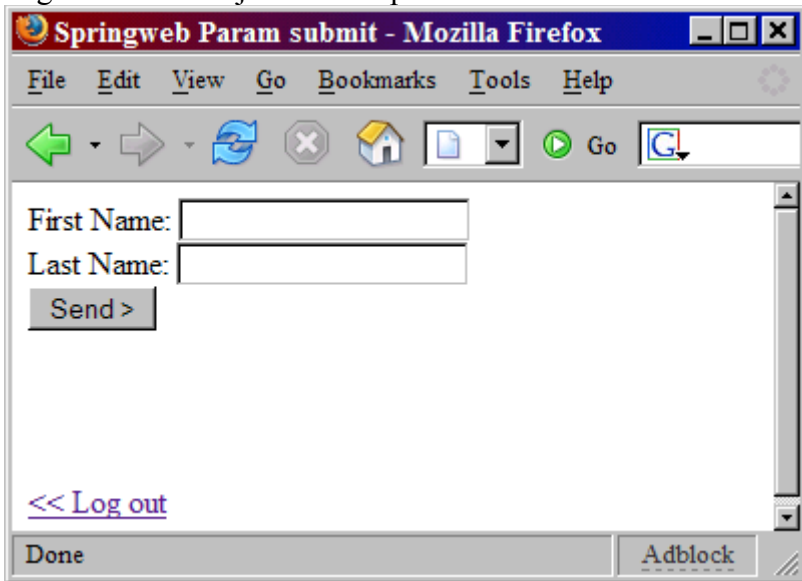 Springweb Param submit - Mozilla Firefox
File Edit View Go Bookmarks Tools Help
Go G
First Name:
Last Name:
Send >
<< Log out
Done Adblock